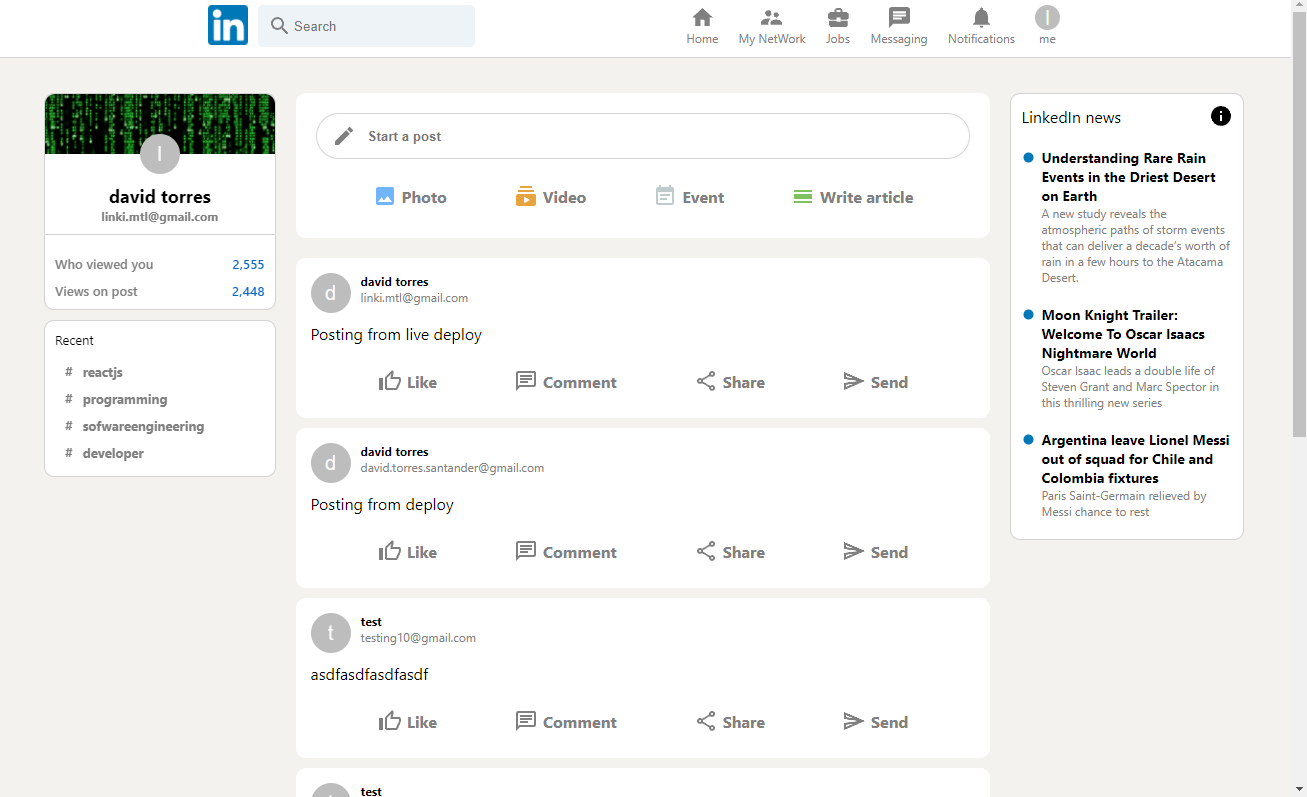 in
Search
Home
My NetWork
Jobs
Messaging
Notifications
l
me
l
david torres
linki.mtl@gmail.com
Who viewed you 2,555
Views on post 2,448
Recent
# reactjs
# programming
# sofwareengineering
# developer
Start a post
Photo
Video
Event
Write article
d
david torres
linki.mtl@gmail.com
Posting from live deploy
Like
Comment
Share
Send
d
david torres
david.torres.santander@gmail.com
Posting from deploy
Like
Comment
Share
Send
t
test
testing10@gmail.com
asdfasdfasdfasdf
Like
Comment
Share
Send
test
LinkedIn news
Understanding Rare Rain
Events in the Driest Desert
on Earth
A new study reveals the
atmospheric paths of storm events
that can deliver a decade's worth of
rain in a few hours to the Atacama
Desert.
Moon Knight Trailer:
Welcome To Oscar Isaacs
Nightmare World
Oscar Isaac leads a double life of
Steven Grant and Marc Spector in
this thrilling new series
Argentina leave Lionel Messi
out of squad for Chile and
Colombia fixtures
Paris Saint-Germain relieved by
Messi chance to rest